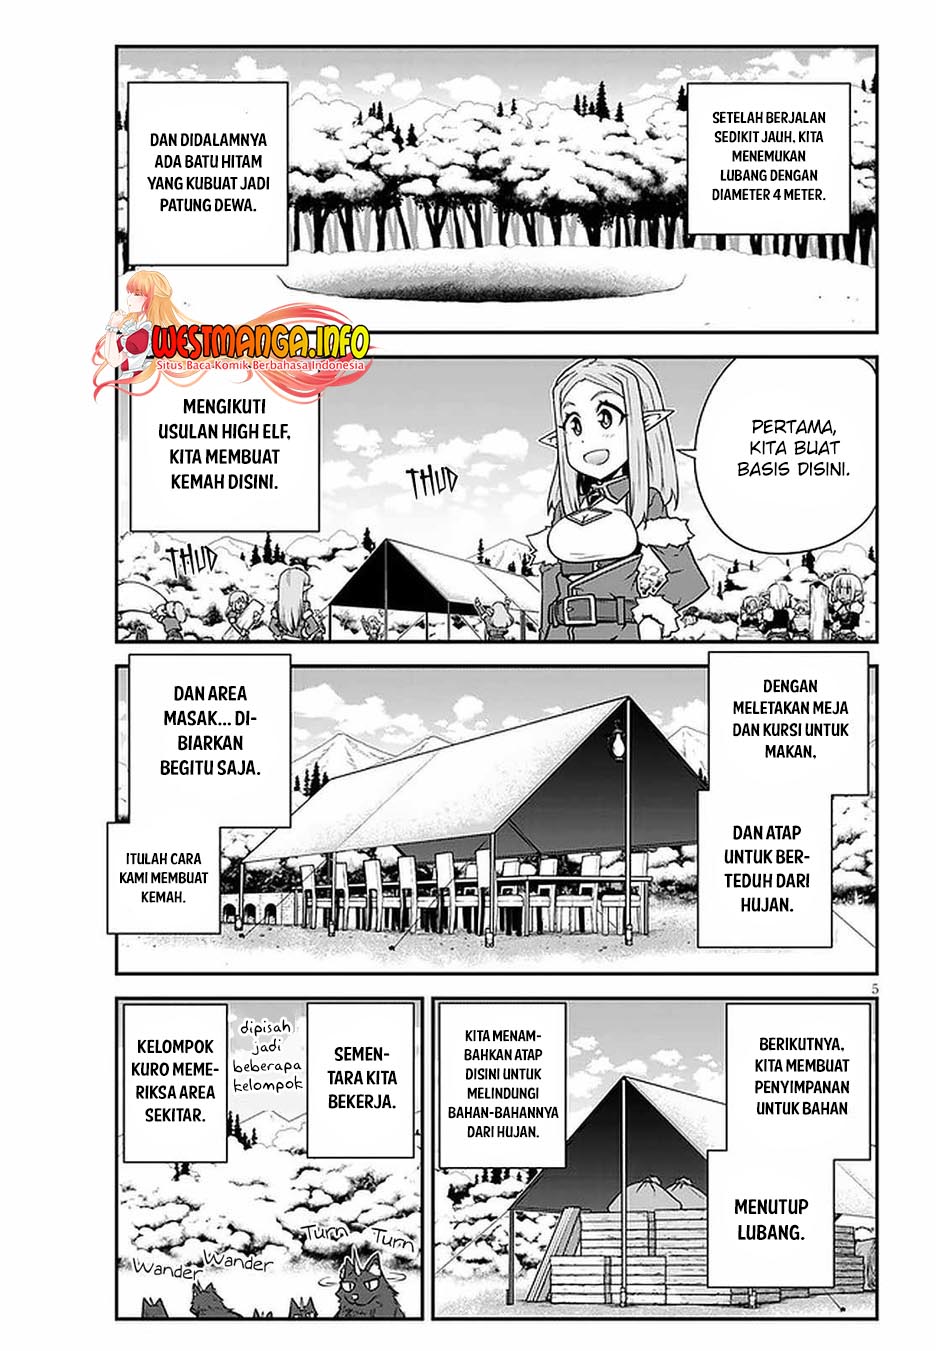 SETELAH BERJALAN
SEDIKIT JAUH, KITA
MENEMUKAN
LUBANG DENGAN
DIAMETER 4 METER.
DAN DIDALAMNYA
ADA BATU HITAM
YANG KUBUAT JADI
PATUNG DEWA.
WESTMANGA.INFO
Situs Baca Komik Berbahasa Indonesia
PERTAMA,
KITA BUAT
BASIS DISINI.
MENGIKUTI
USULAN HIGH ELF,
KITA MEMBUAT
KEMAH DISINI.
THUD
THUD
DENGAN
MELETAKAN MEJA
DAN KURSI UNTUK
MAKAN,
DAN ATAP
UNTUK BER-
TEDUH DARI
HUJAN.
DAN AREA
MASAK... DI-
BIARKAN
BEGITU SAJA.
ITULAH CARA
KAMI MEMBUAT
KEMAH.
5
BERIKUTNYA,
KITA MEMBUAT
PENYIMPANAN
UNTUK BAHAN
MENUTUP
LUBANG.
KITA MENAM-
BAHKAN ATAP
DISINI UNTUK
MELINDUNGI
BAHAN-BAHANNYA
DARI HUJAN.
SEMEN-
TARA KITA
BEKERJA.
dipisah
jadi
beberapa
kelompok
KELOMPOK
KURO MEME-
RIKSA AREA
SEKITAR.
Turn Turn
Wander Wander